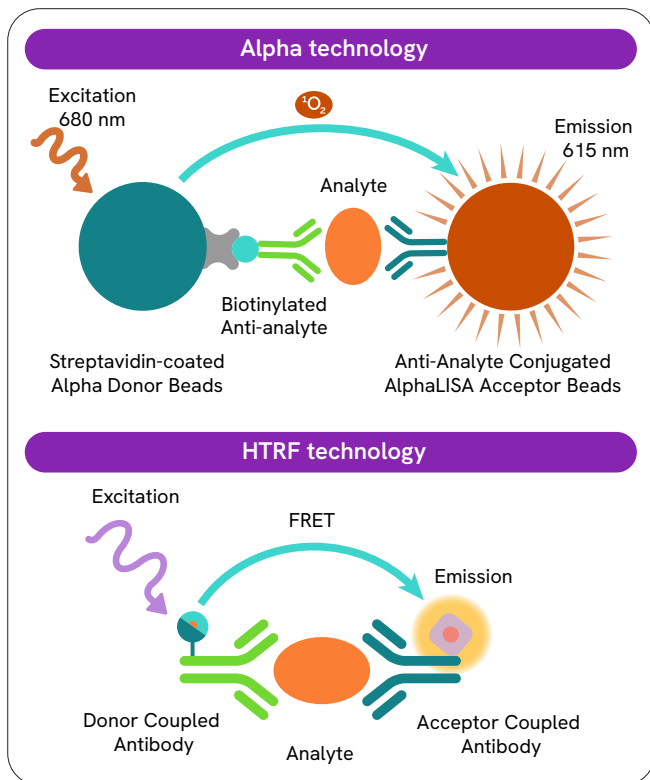 Alpha technology
Excitation
680 nm
¹O₂
Emission
615 nm
Analyte
Biotinylated
Anti-analyte
Streptavidin-coated
Alpha Donor Beads
Anti-Analyte Conjugated
AlphaLISA Acceptor Beads
HTRF technology
Excitation
FRET
Emission
Donor Coupled
Antibody
Analyte
Acceptor Coupled
Antibody